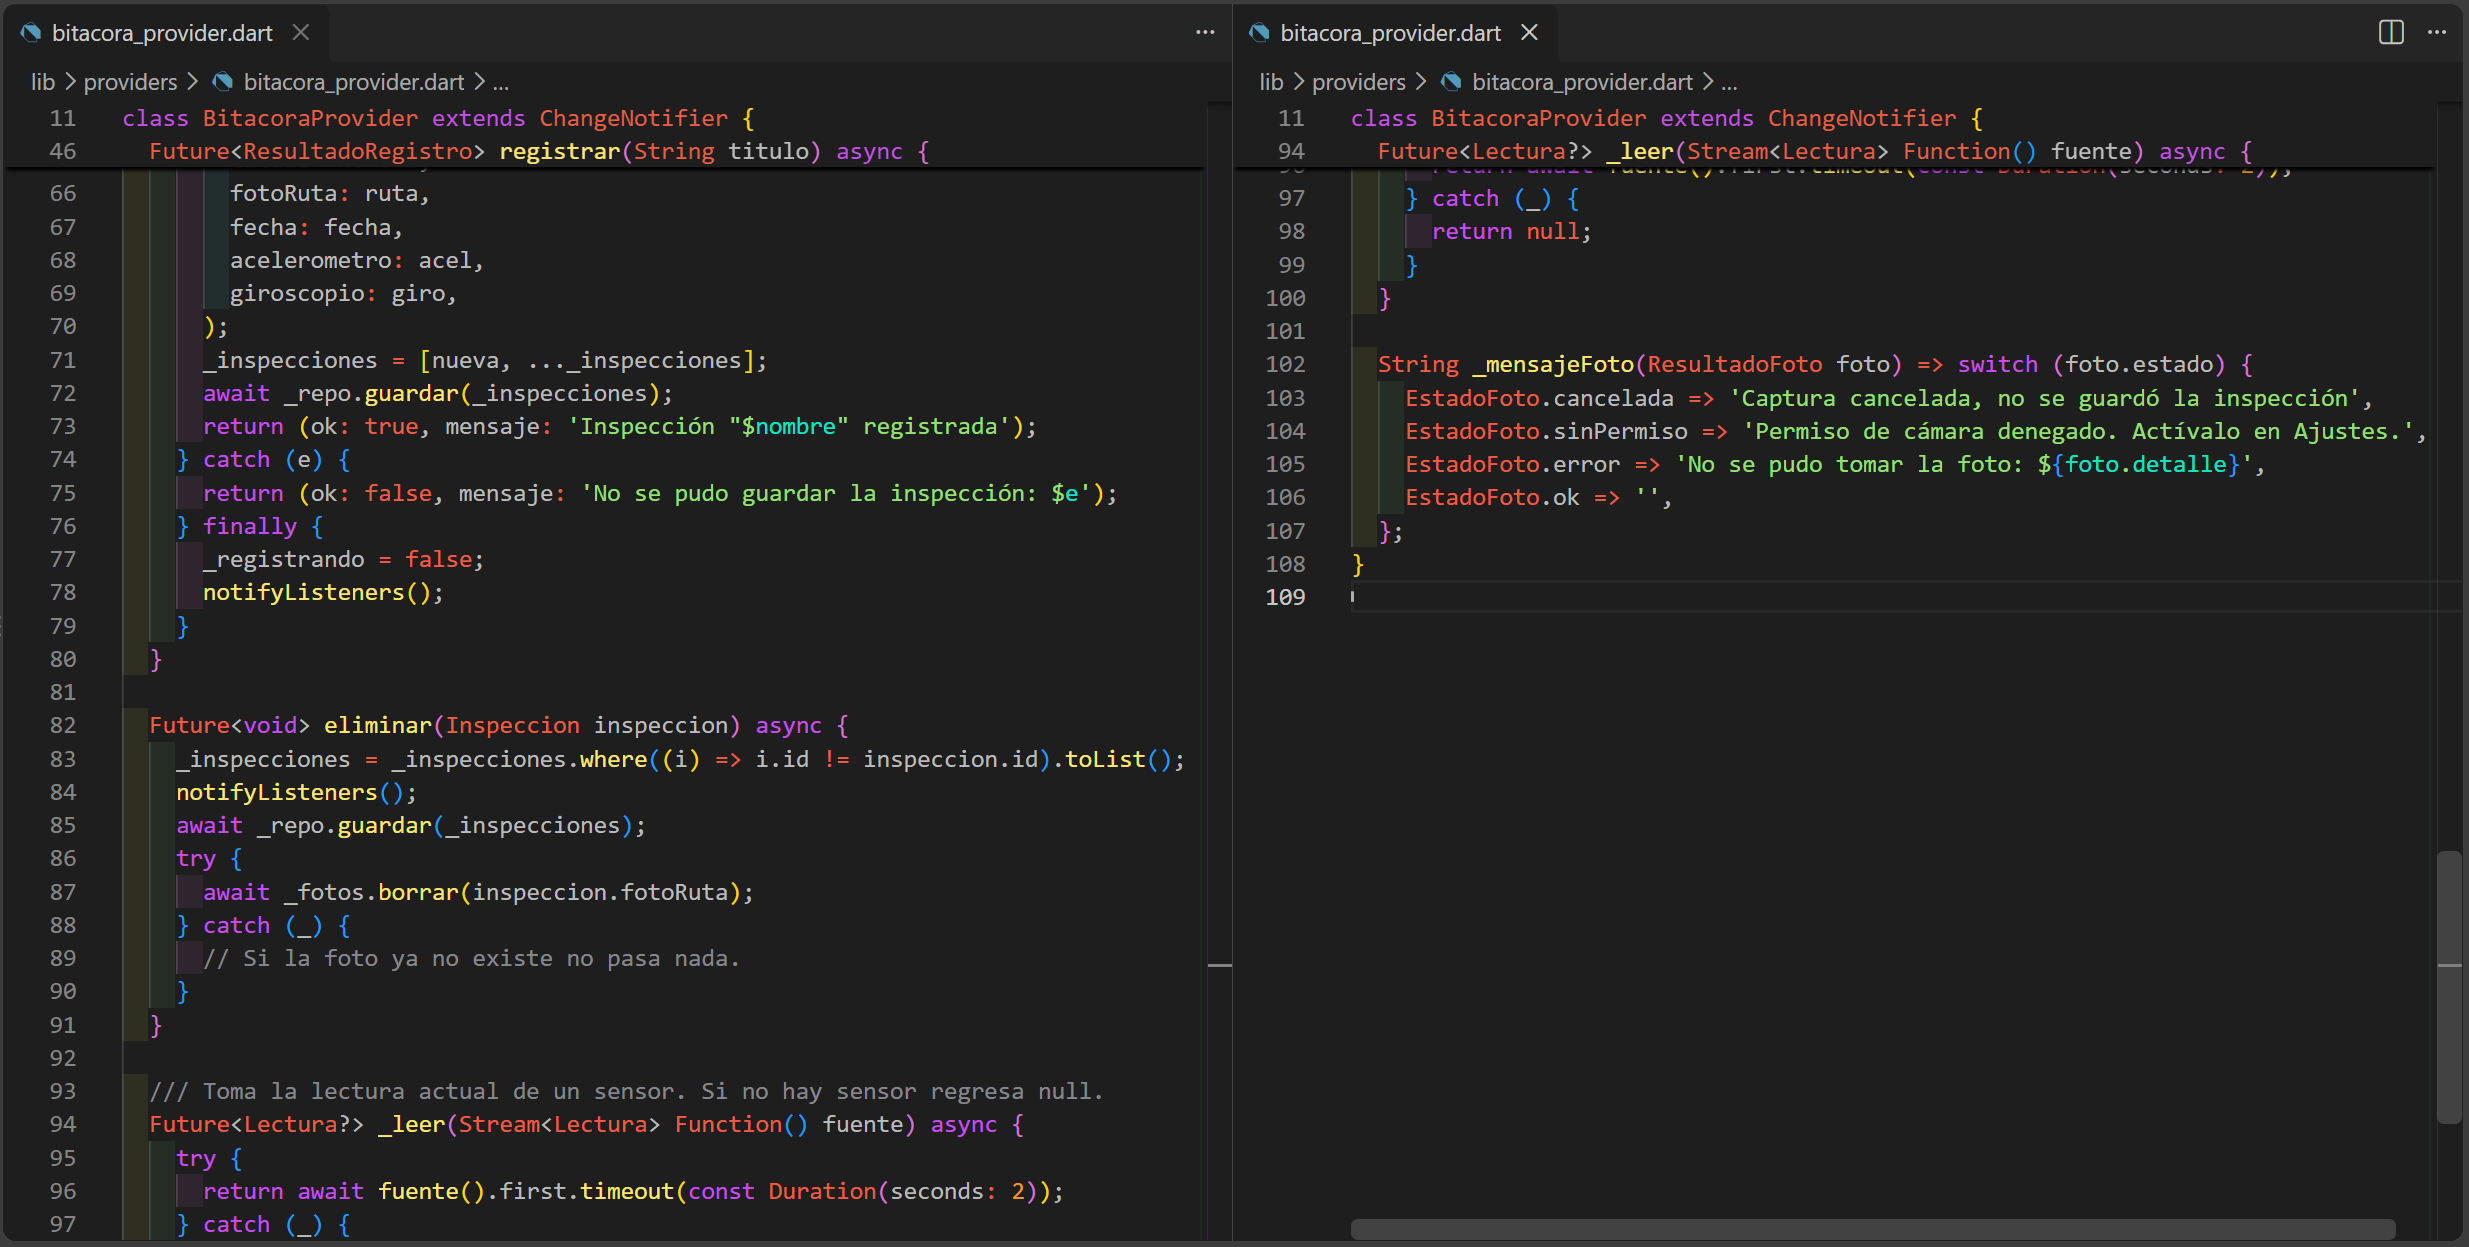 bitacora_provider.dart
lib > providers > bitacora_provider.dart > ...
11 class BitacoraProvider extends ChangeNotifier {
46   Future<ResultadoRegistro> registrar(String titulo) async {
66         fotoRuta: ruta,
67         fecha: fecha,
68         acelerometro: acel,
69         giroscopio: giro,
70       );
71       _inspecciones = [nueva, ..._inspecciones];
72       await _repo.guardar(_inspecciones);
73       return (ok: true, mensaje: 'Inspección "$nombre" registrada');
74     } catch (e) {
75       return (ok: false, mensaje: 'No se pudo guardar la inspección: $e');
76     } finally {
77       _registrando = false;
78       notifyListeners();
79     }
80   }
81
82   Future<void> eliminar(Inspeccion inspeccion) async {
83     _inspecciones = _inspecciones.where((i) => i.id != inspeccion.id).toList();
84     notifyListeners();
85     await _repo.guardar(_inspecciones);
86     try {
87       await _fotos.borrar(inspeccion.fotoRuta);
88     } catch (_) {
89       // Si la foto ya no existe no pasa nada.
90     }
91   }
92
93   /// Toma la lectura actual de un sensor. Si no hay sensor regresa null.
94   Future<Lectura?> _leer(Stream<Lectura> Function() fuente) async {
95     try {
96       return await fuente().first.timeout(const Duration(seconds: 2));
97     } catch (_) {
bitacora_provider.dart
lib > providers > bitacora_provider.dart > ...
11 class BitacoraProvider extends ChangeNotifier {
94   Future<Lectura?> _leer(Stream<Lectura> Function() fuente) async {
96       return await fuente().first.timeout(const Duration(seconds: 2));
97     } catch (_) {
98       return null;
99     }
100   }
101
102   String _mensajeFoto(ResultadoFoto foto) => switch (foto.estado) {
103     EstadoFoto.cancelada => 'Captura cancelada, no se guardó la inspección',
104     EstadoFoto.sinPermiso => 'Permiso de cámara denegado. Actívalo en Ajustes.',
105     EstadoFoto.error => 'No se pudo tomar la foto: ${foto.detalle}',
106     EstadoFoto.ok => '',
107   };
108 }
109